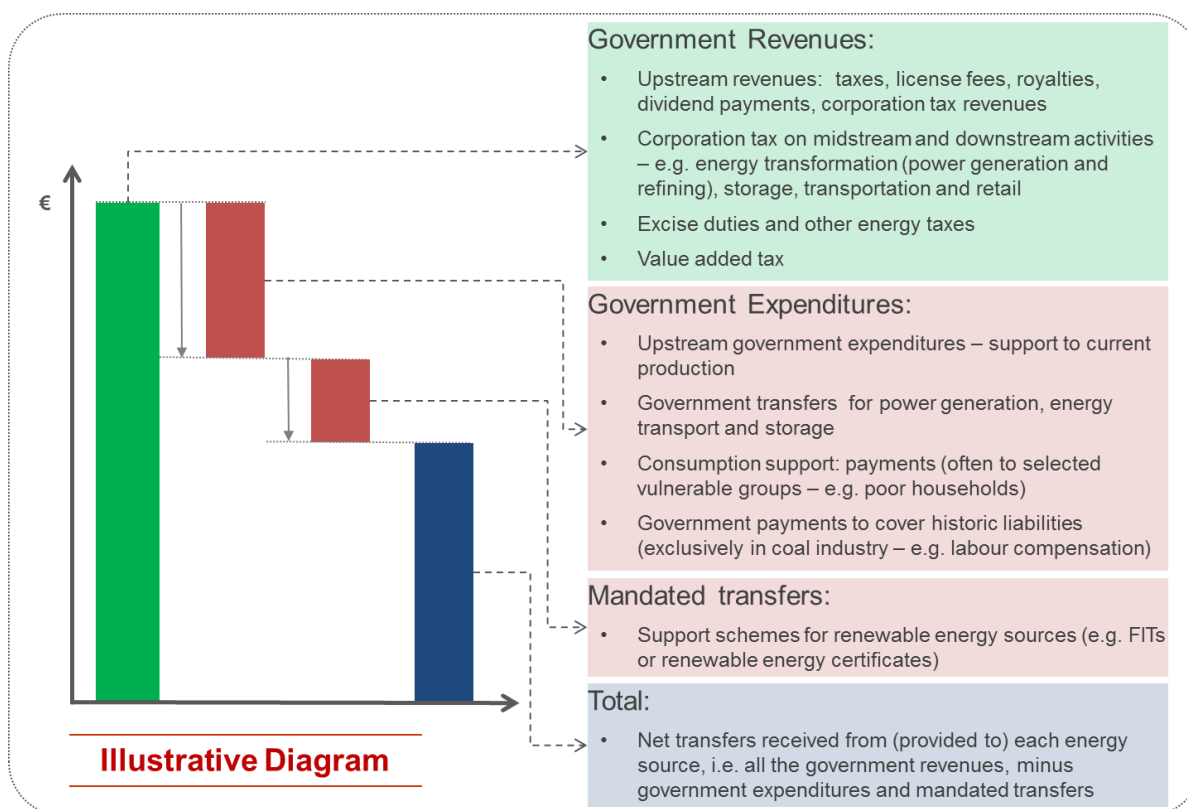 Government Revenues:
• Upstream revenues: taxes, license fees, royalties,
dividend payments, corporation tax revenues
• Corporation tax on midstream and downstream activities
– e.g. energy transformation (power generation and
refining), storage, transportation and retail
• Excise duties and other energy taxes
• Value added tax
€
Government Expenditures:
• Upstream government expenditures – support to current
production
• Government transfers for power generation, energy
transport and storage
• Consumption support: payments (often to selected
vulnerable groups – e.g. poor households)
• Government payments to cover historic liabilities
(exclusively in coal industry – e.g. labour compensation)
Mandated transfers:
• Support schemes for renewable energy sources (e.g. FITs
or renewable energy certificates)
Total:
• Net transfers received from (provided to) each energy
source, i.e. all the government revenues, minus
government expenditures and mandated transfers
Illustrative Diagram